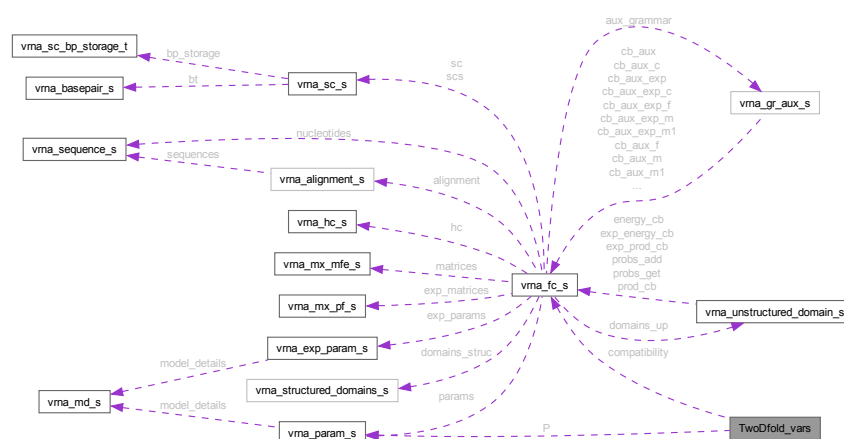 aux_grammar
vrna_sc_bp_storage_t
bp_storage
sc
scs
cb_aux
cb_aux_c
cb_aux_exp
cb_aux_exp_c
cb_aux_exp_f
cb_aux_exp_m
cb_aux_exp_m1
cb_aux_f
cb_aux_m
cb_aux_m1
...
vrna_basepair_s
bt
vrna_sc_s
vrna_gr_aux_s
nucleotides
vrna_sequence_s
sequences
vrna_alignment_s
alignment
vrna_hc_s
hc
energy_cb
exp_energy_cb
exp_prod_cb
probs_add
probs_get
prod_cb
vrna_mx_mfe_s
matrices
vrna_fc_s
vrna_mx_pf_s
exp_matrices
vrna_unstructured_domain_s
exp_params
domains_up
vrna_exp_param_s
domains_struc
compatibility
model_details
vrna_structured_domains_s
vrna_md_s
params
model_details
vrna_param_s
P
TwoDfold_vars